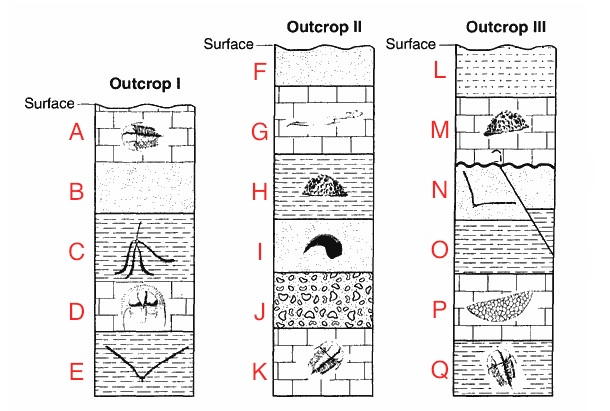 Outcrop I
Surface
A
B
C
D
E
Outcrop II
Surface
F
G
H
I
J
K
Outcrop III
Surface
L
M
N
O
P
Q